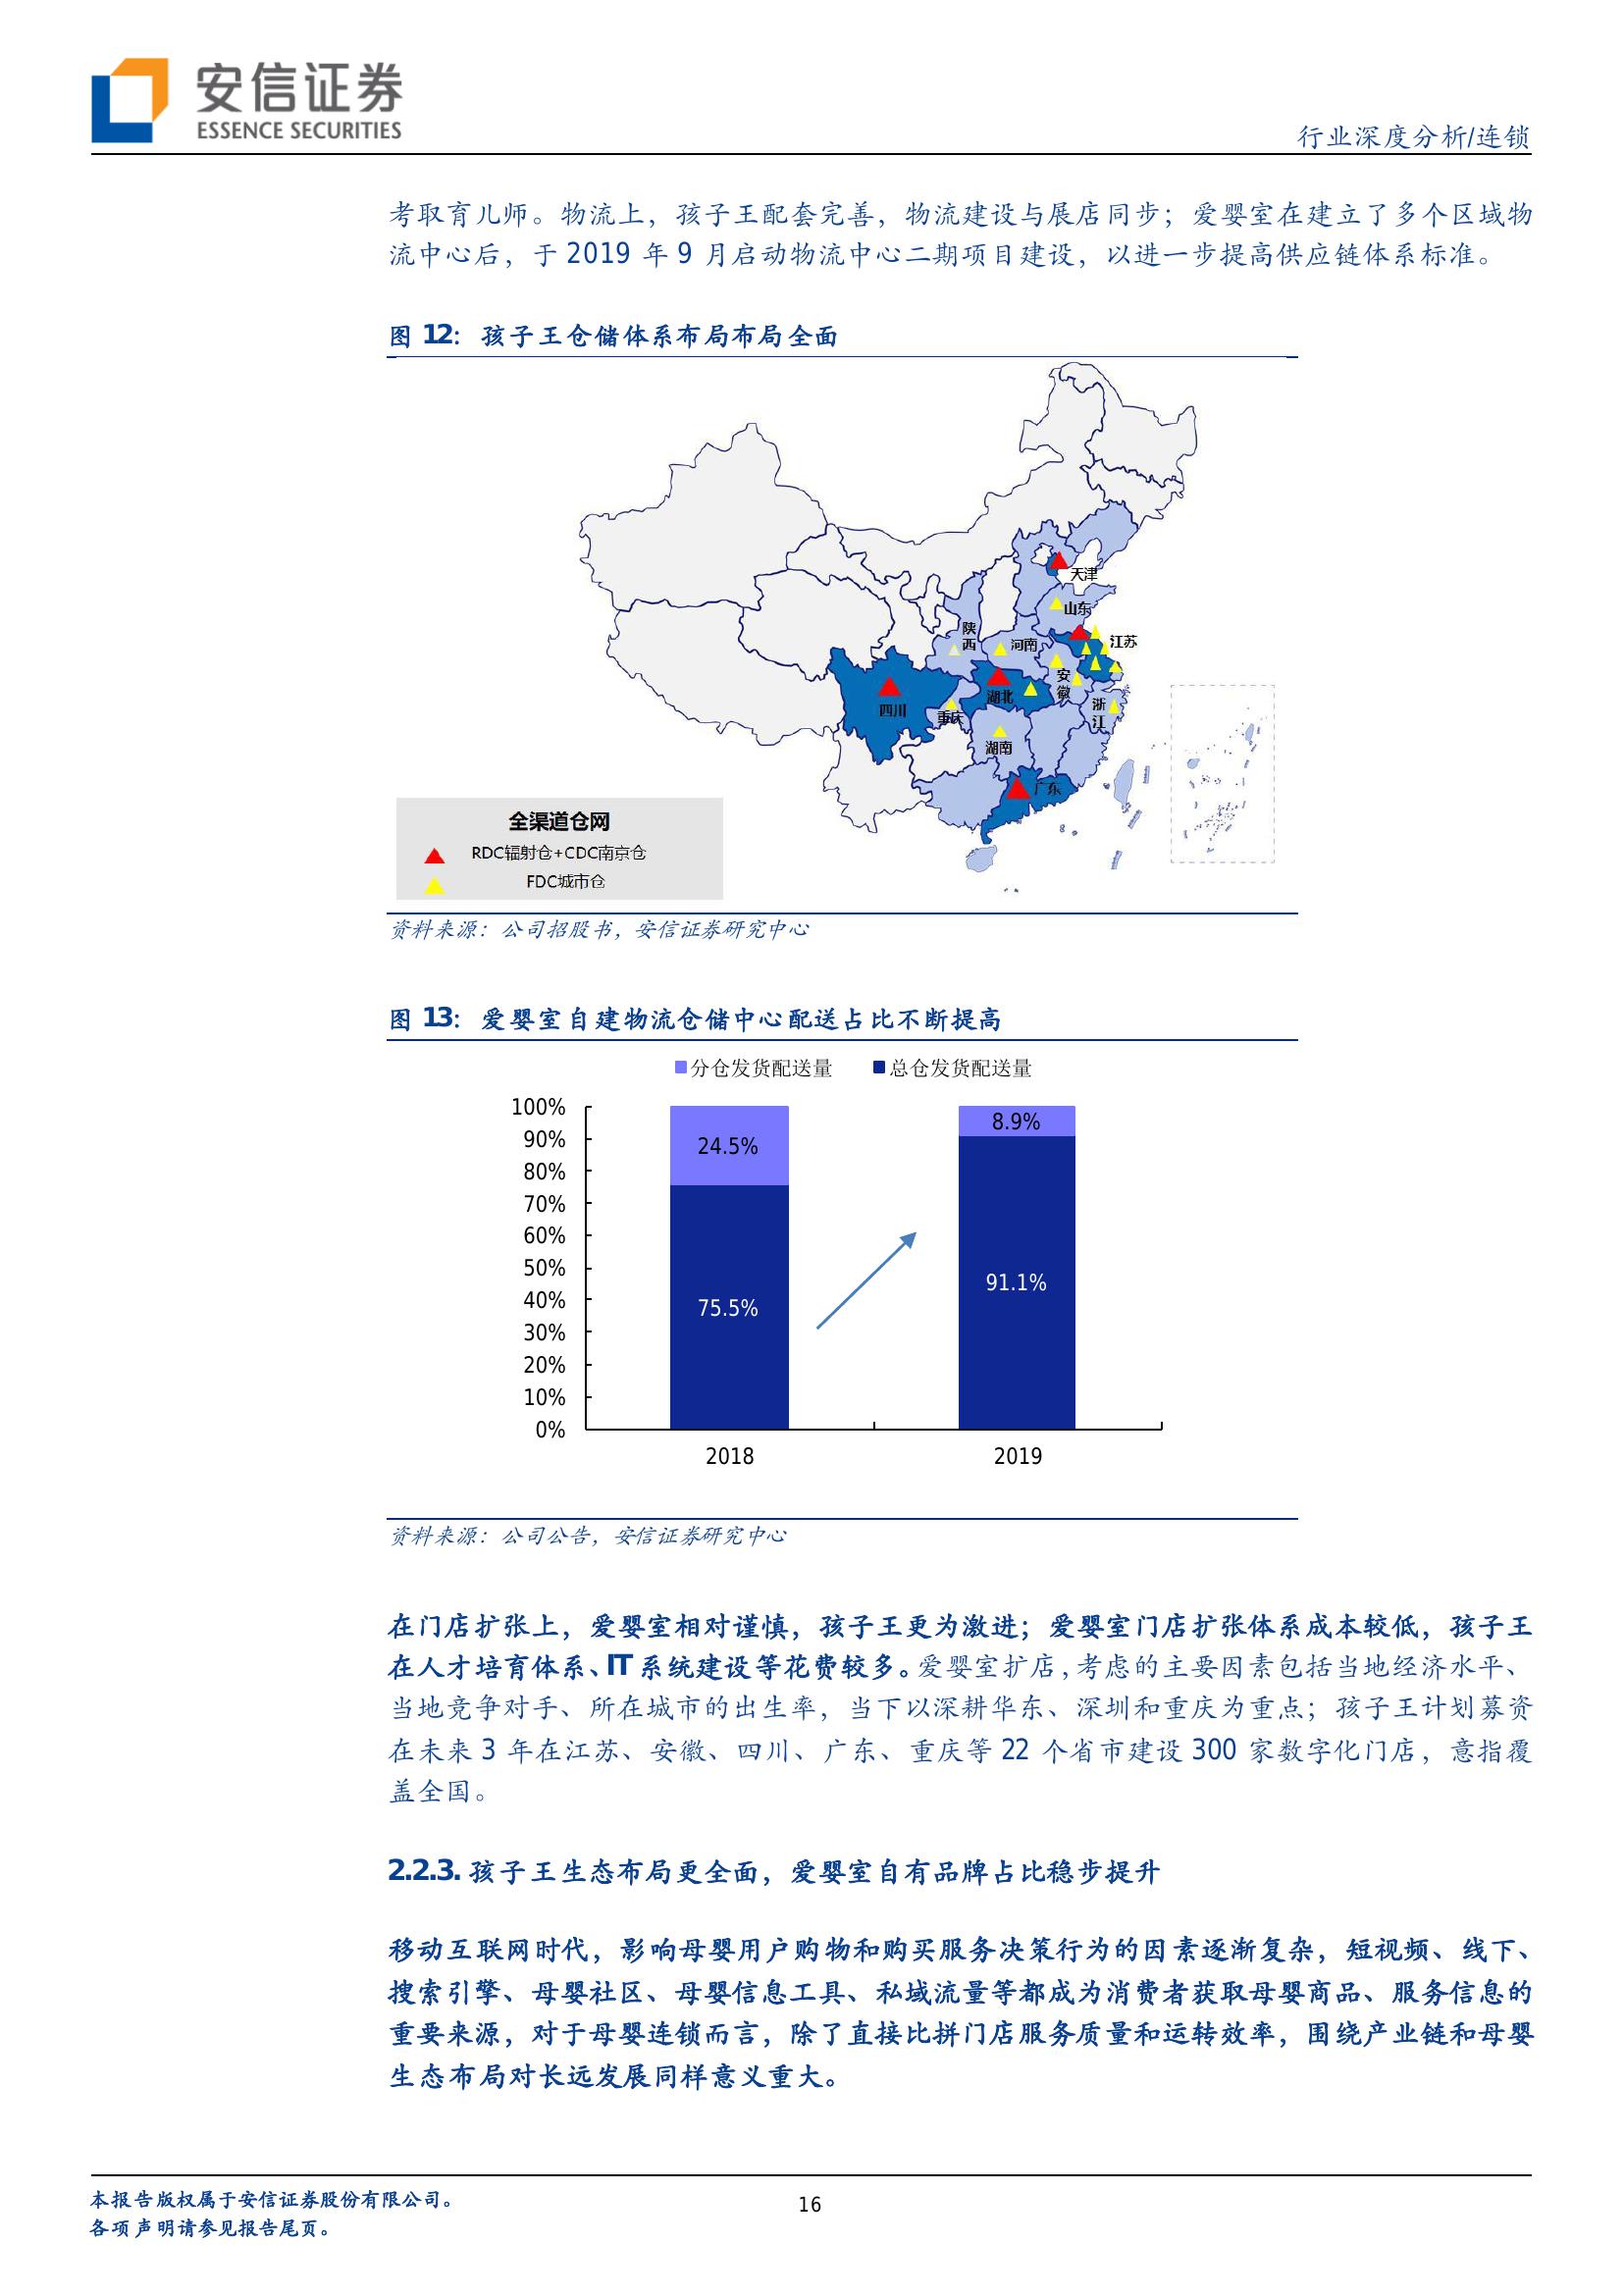 安信证券
ESSENCE SECURITIES
行业深度分析/连锁
考取育儿师。物流上，孩子王配套完善，物流建设与展店同步；爱婴室在建立了多个区域物
流中心后，于 2019 年 9 月启动物流中心二期项目建设，以进一步提高供应链体系标准。
图 12：孩子王仓储体系布局布局全面
天津
山东
陕西
河南
江苏
安徽
四川
重庆
湖北
浙江
湖南
广东
全渠道仓网
RDC辐射仓+CDC南京仓
FDC城市仓
资料来源：公司招股书，安信证券研究中心
图 13：爱婴室自建物流仓储中心配送占比不断提高
分仓发货配送量 总仓发货配送量
100%
90%
80%
70%
60%
50%
40%
30%
20%
10%
0%
24.5%
75.5%
8.9%
91.1%
2018 2019
资料来源：公司公告，安信证券研究中心
在门店扩张上，爱婴室相对谨慎，孩子王更为激进；爱婴室门店扩张体系成本较低，孩子王
在人才培育体系、IT 系统建设等花费较多。爱婴室扩店，考虑的主要因素包括当地经济水平、
当地竞争对手、所在城市的出生率，当下以深耕华东、深圳和重庆为重点；孩子王计划募资
在未来 3 年在江苏、安徽、四川、广东、重庆等 22 个省市建设 300 家数字化门店，意指覆
盖全国。
2.2.3. 孩子王生态布局更全面，爱婴室自有品牌占比稳步提升
移动互联网时代，影响母婴用户购物和购买服务决策行为的因素逐渐复杂，短视频、线下、
搜索引擎、母婴社区、母婴信息工具、私域流量等都成为消费者获取母婴商品、服务信息的
重要来源，对于母婴连锁而言，除了直接比拼门店服务质量和运转效率，围绕产业链和母婴
生态布局对长远发展同样意义重大。
本报告版权属于安信证券股份有限公司。
各项声明请参见报告尾页。
16